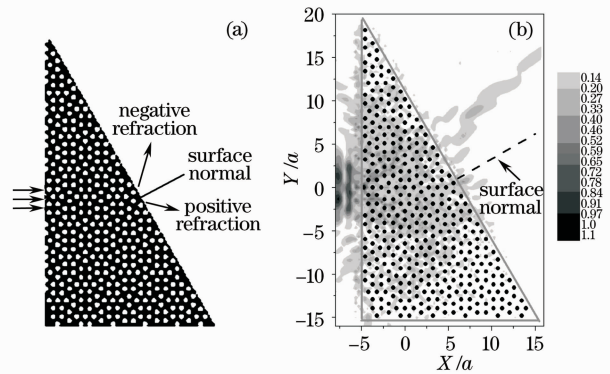 (a)
negative
refraction
surface
normal
positive
refraction
(b)
Y/a
20
15
10
5
0
−5
−10
−15
surface
normal
−5 0 5 10 15
X/a
0.14
0.20
0.27
0.33
0.40
0.46
0.52
0.59
0.65
0.72
0.78
0.84
0.91
0.97
1.0
1.1